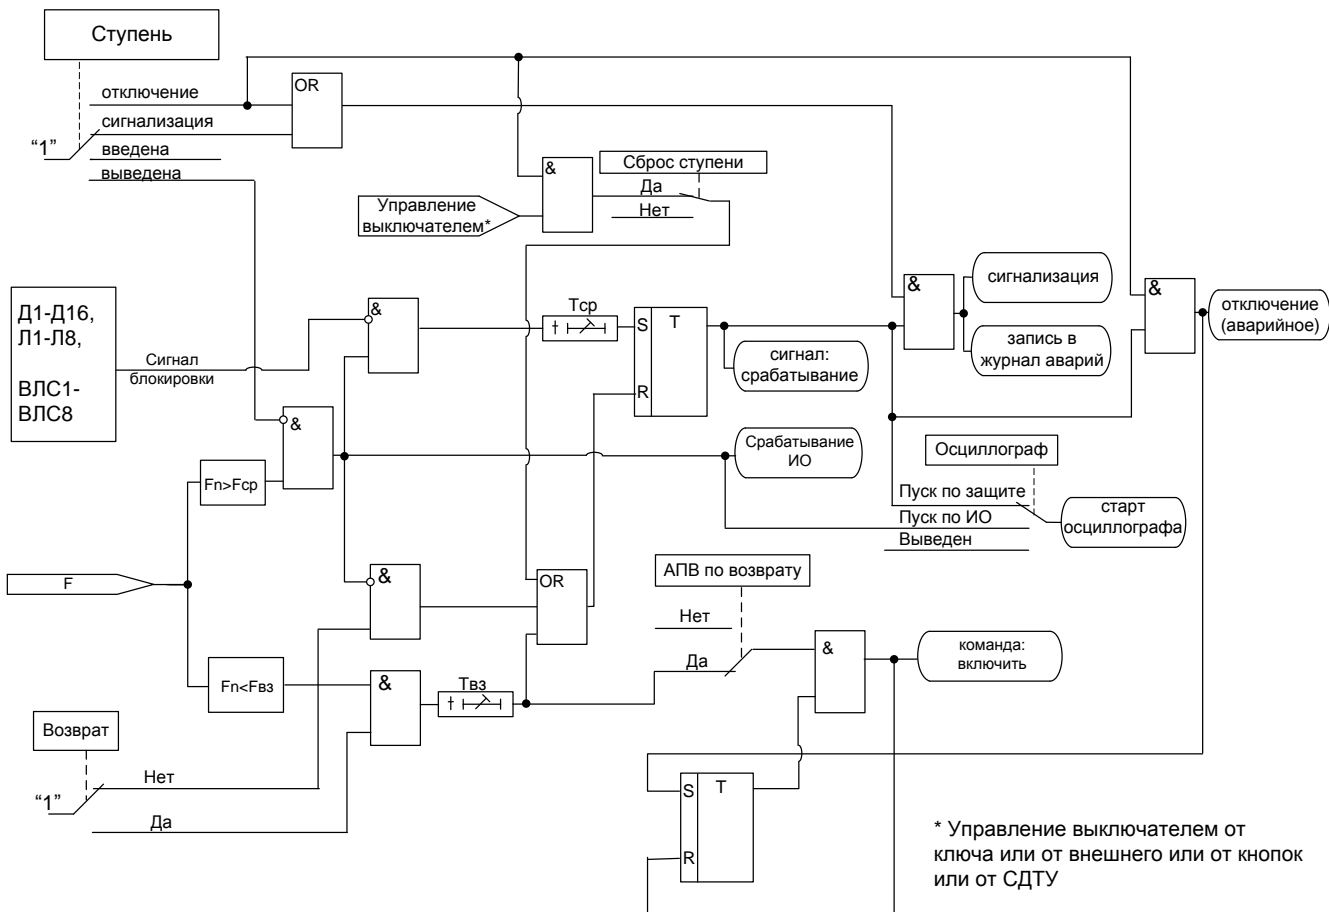 Ступень
отключение
сигнализация
“1”
введена
выведена
OR
&
Сброс ступени
Да
Нет
Управление
выключателем*
Д1-Д16,
Л1-Л8,
ВЛС1-
ВЛС8
Сигнал
блокировки
&
Тср
S
T
R
сигнал:
срабатывание
&
сигнализация
запись в
журнал аварий
&
отключение
(аварийное)
&
Fn>Fср
Срабатывание
ИО
Осциллограф
Пуск по защите
Пуск по ИО
Выведен
старт
осциллографа
F
&
OR
АПВ по возврату
Нет
Да
&
команда:
включить
Fn<Fвз
&
Твз
Возврат
“1”
Нет
Да
S
T
R
* Управление выключателем от
ключа или от внешнего или от кнопок
или от СДТУ